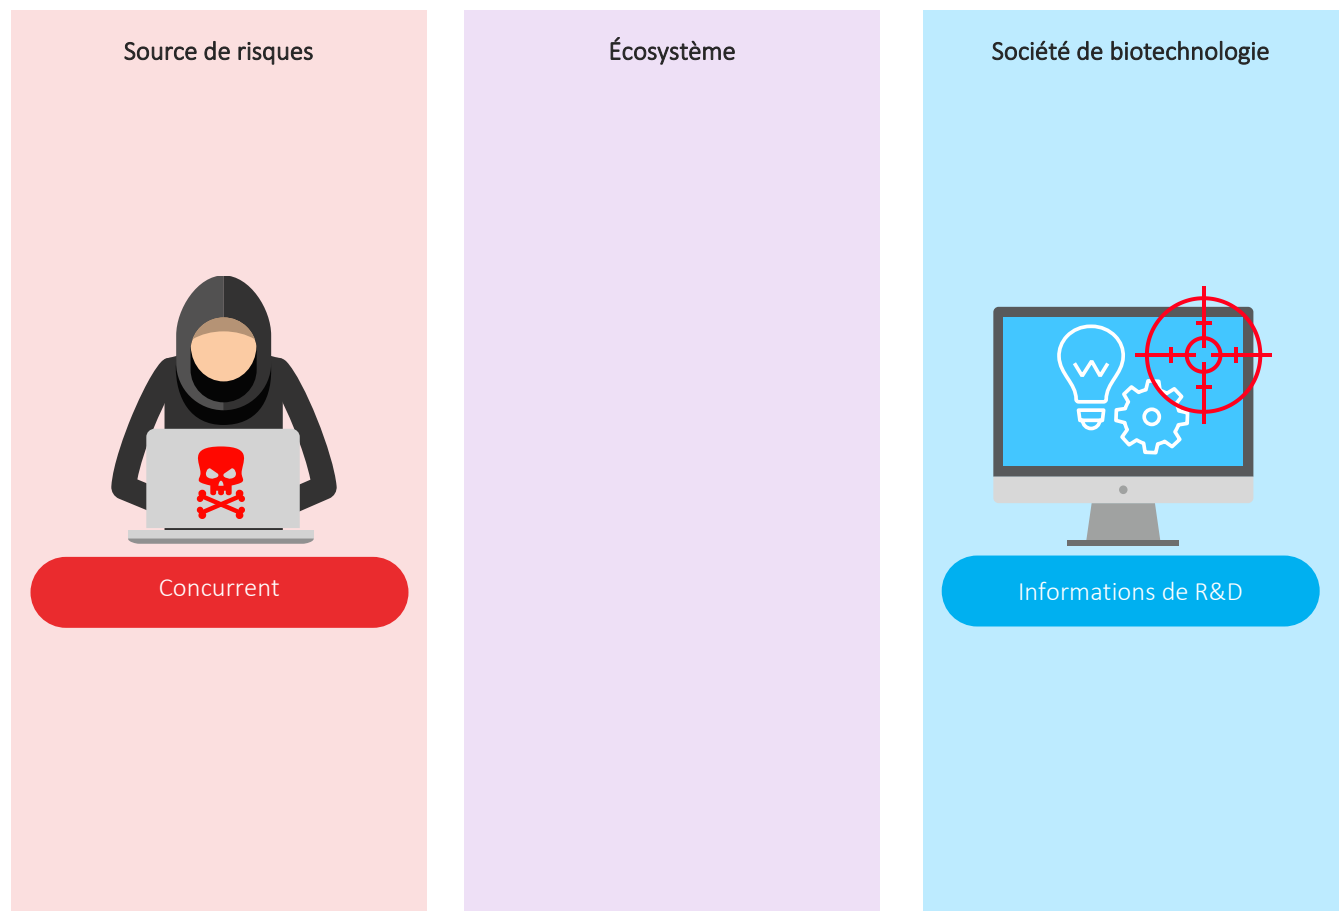 Source de risques
Écosystème
Société de biotechnologie
Concurrent
Informations de R&D